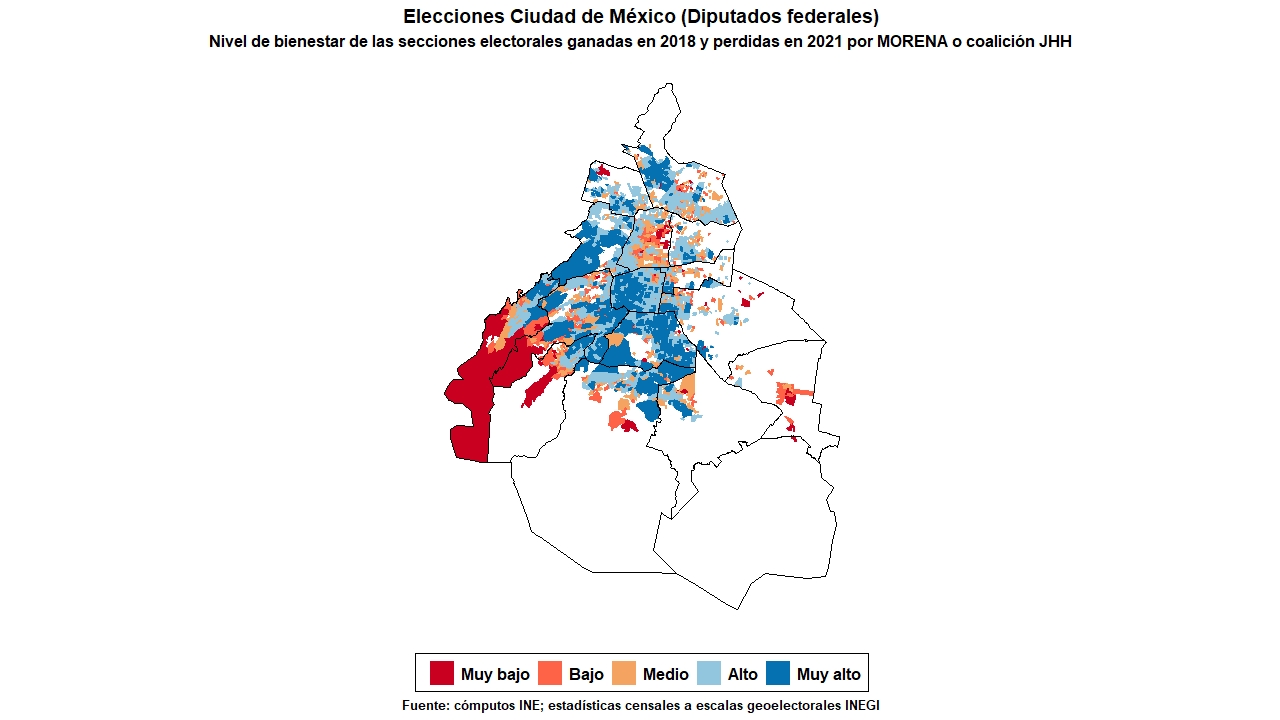 Elecciones Ciudad de México (Diputados federales)
Nivel de bienestar de las secciones electorales ganadas en 2018 y perdidas en 2021 por MORENA o coalición JHH
Muy bajo Bajo Medio Alto Muy alto
Fuente: cómputos INE; estadísticas censales a escalas geoelectorales INEGI